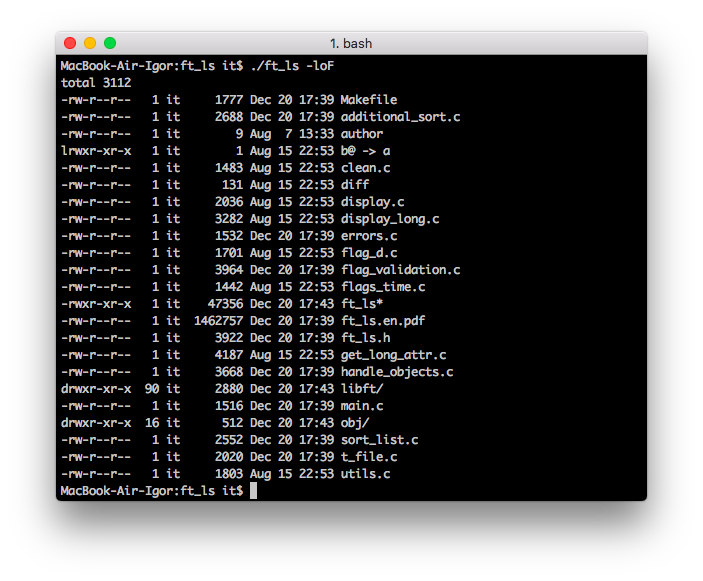 1. bash
MacBook-Air-Igor:ft_ls it$ ./ft_ls -loF
total 3112
-rw-r--r--   1 it     1777 Dec 20 17:39 Makefile
-rw-r--r--   1 it     2688 Dec 20 17:39 additional_sort.c
-rw-r--r--   1 it        9 Aug  7 13:33 author
lrwxr-xr-x   1 it        1 Aug 15 22:53 b@ -> a
-rw-r--r--   1 it     1483 Aug 15 22:53 clean.c
-rw-r--r--   1 it      131 Aug 15 22:53 diff
-rw-r--r--   1 it     2036 Aug 15 22:53 display.c
-rw-r--r--   1 it     3282 Aug 15 22:53 display_long.c
-rw-r--r--   1 it     1532 Dec 20 17:39 errors.c
-rw-r--r--   1 it     1701 Aug 15 22:53 flag_d.c
-rw-r--r--   1 it     3964 Dec 20 17:39 flag_validation.c
-rw-r--r--   1 it     1442 Aug 15 22:53 flags_time.c
-rwxr-xr-x   1 it    47356 Dec 20 17:43 ft_ls*
-rw-r--r--   1 it  1462757 Dec 20 17:39 ft_ls.en.pdf
-rw-r--r--   1 it     3922 Dec 20 17:39 ft_ls.h
-rw-r--r--   1 it     4187 Aug 15 22:53 get_long_attr.c
-rw-r--r--   1 it     3668 Dec 20 17:39 handle_objects.c
drwxr-xr-x  90 it     2880 Dec 20 17:43 libft/
-rw-r--r--   1 it     1516 Dec 20 17:39 main.c
drwxr-xr-x  16 it      512 Dec 20 17:43 obj/
-rw-r--r--   1 it     2552 Dec 20 17:39 sort_list.c
-rw-r--r--   1 it     2020 Dec 20 17:39 t_file.c
-rw-r--r--   1 it     1803 Aug 15 22:53 utils.c
MacBook-Air-Igor:ft_ls it$